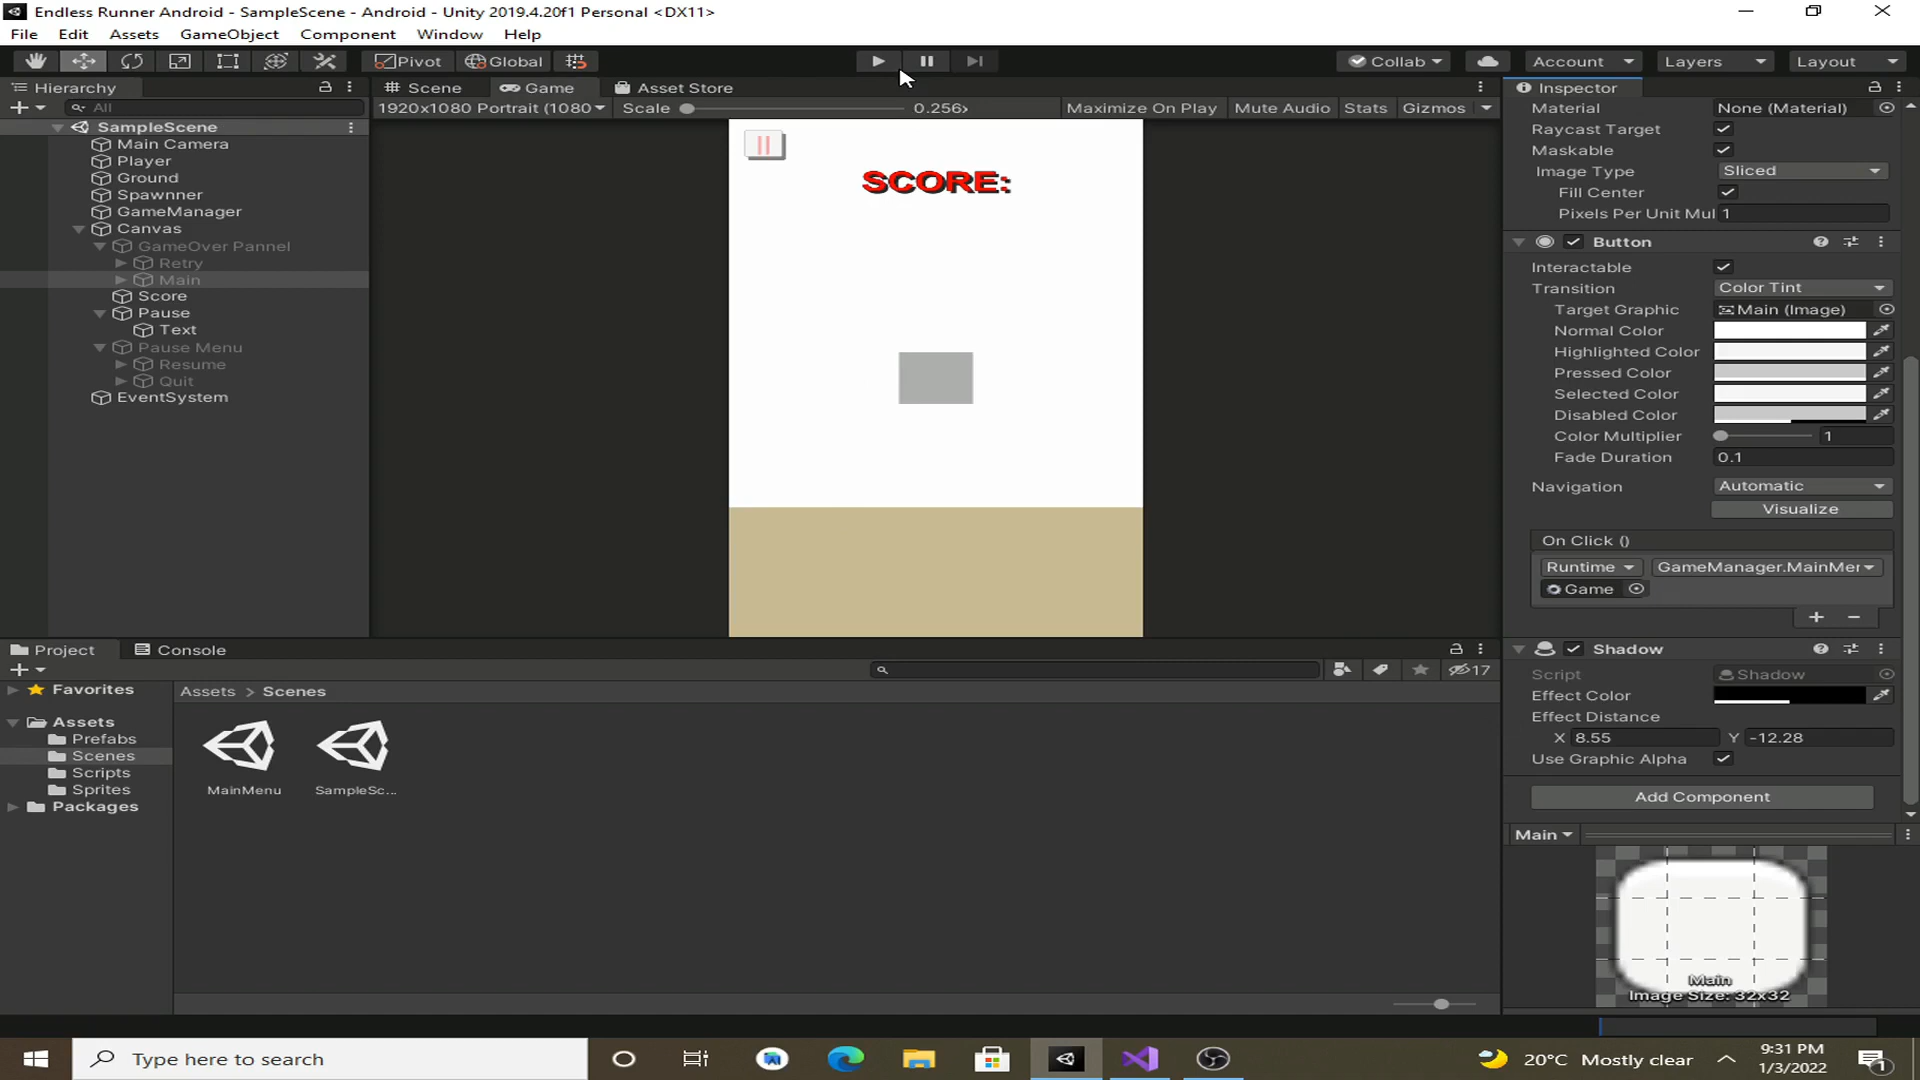 Endless Runner Android - SampleScene - Android - Unity 2019.4.20f1 Personal <DX11>
File Edit Assets GameObject Component Window Help
Pivot Global Collab Account Layers Layout
Hierarchy Scene Game Asset Store Inspector
All 1920x1080 Portrait (1080 Scale 0.256x Maximize On Play Mute Audio Stats Gizmos
SampleScene
Main Camera
Player
Ground
Spawnner
GameManager
Canvas
GameOver Pannel
Retry
Main
Score
Pause
Text
Pause Menu
Resume
Quit
EventSystem
SCORE:
Material None (Material)
Raycast Target
Maskable
Image Type Sliced
Fill Center
Pixels Per Unit Mul 1
Button
Interactable
Transition Color Tint
Target Graphic Main (Image)
Normal Color
Highlighted Color
Pressed Color
Selected Color
Disabled Color
Color Multiplier 1
Fade Duration 0.1
Navigation Automatic
Visualize
On Click ()
Runtime GameManager.MainMer
Game
Shadow
Script Shadow
Effect Color
Effect Distance
X 8.55 Y -12.28
Use Graphic Alpha
Add Component
Main
Main
Image Size: 32x32
Project Console
17
Favorites
Assets
Prefabs
Scenes
Scripts
Sprites
Packages
Assets > Scenes
MainMenu SampleSc...
Type here to search
20°C Mostly clear
9:31 PM
1/3/2022
1